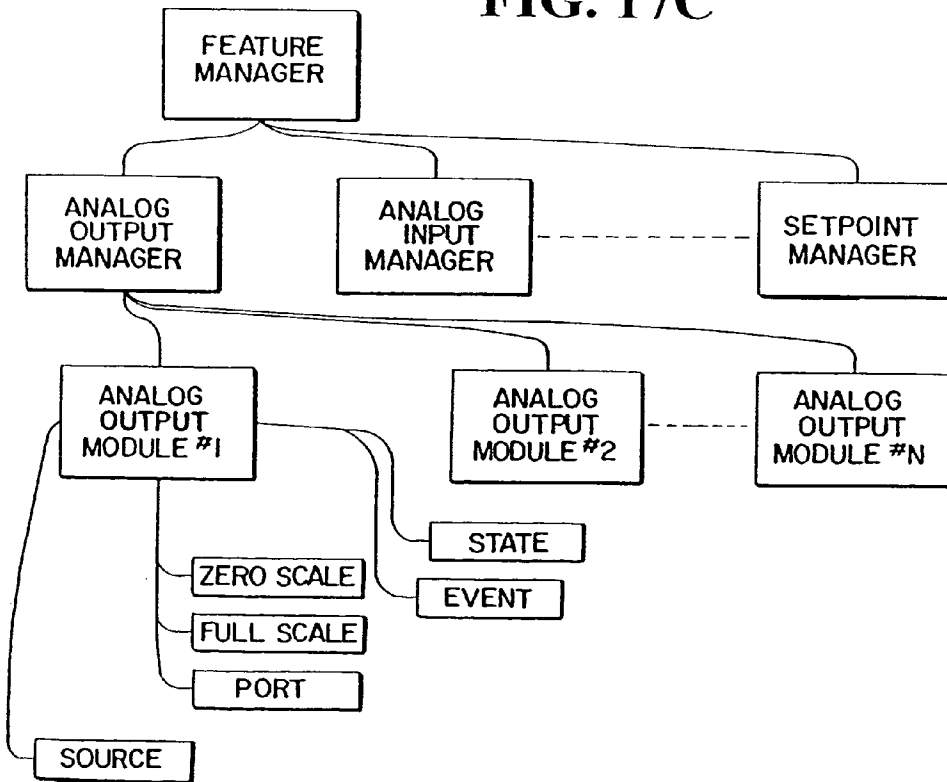 FIG. 17C
FEATURE
MANAGER
ANALOG
OUTPUT
MANAGER
ANALOG
INPUT
MANAGER
SETPOINT
MANAGER
ANALOG
OUTPUT
MODULE #1
ANALOG
OUTPUT
MODULE #2
ANALOG
OUTPUT
MODULE #N
STATE
ZERO SCALE
EVENT
FULL SCALE
PORT
SOURCE